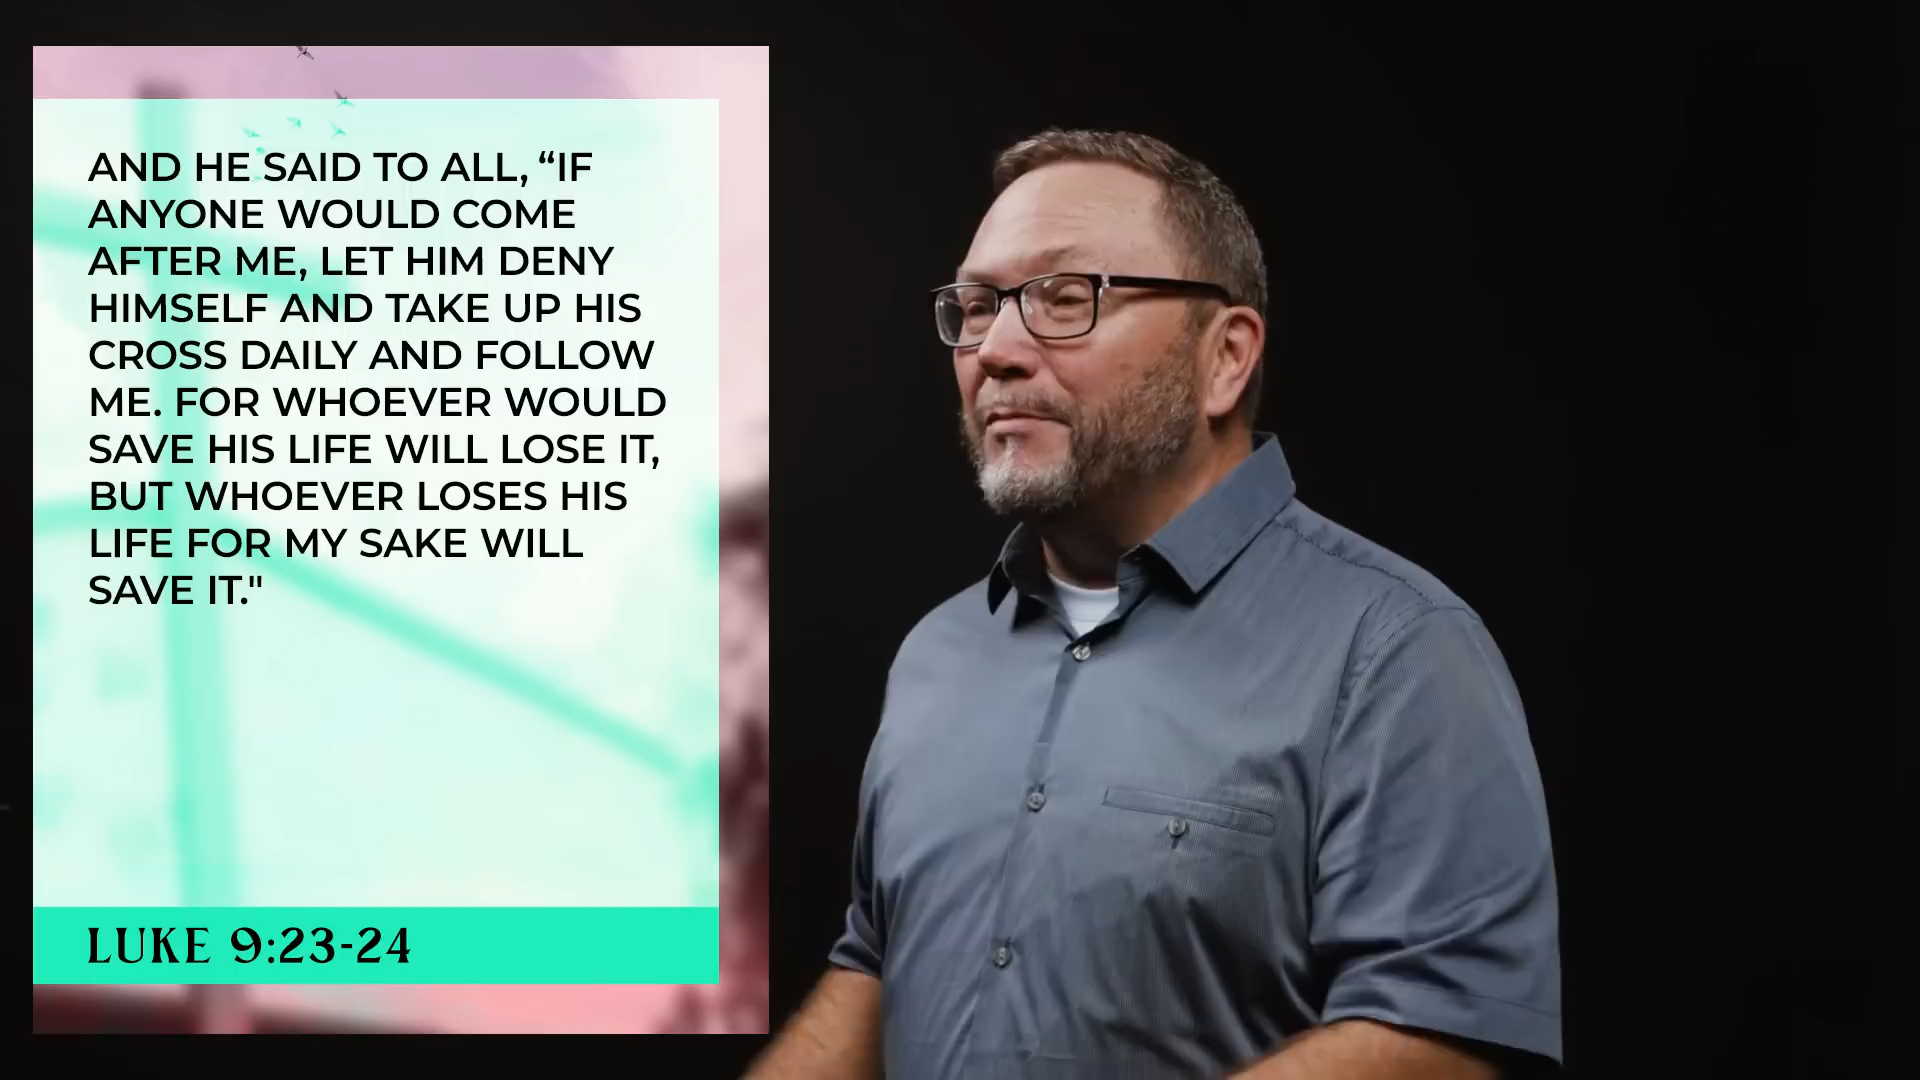 AND HE SAID TO ALL, “IF
ANYONE WOULD COME
AFTER ME, LET HIM DENY
HIMSELF AND TAKE UP HIS
CROSS DAILY AND FOLLOW
ME. FOR WHOEVER WOULD
SAVE HIS LIFE WILL LOSE IT,
BUT WHOEVER LOSES HIS
LIFE FOR MY SAKE WILL
SAVE IT."
LUKE 9:23-24